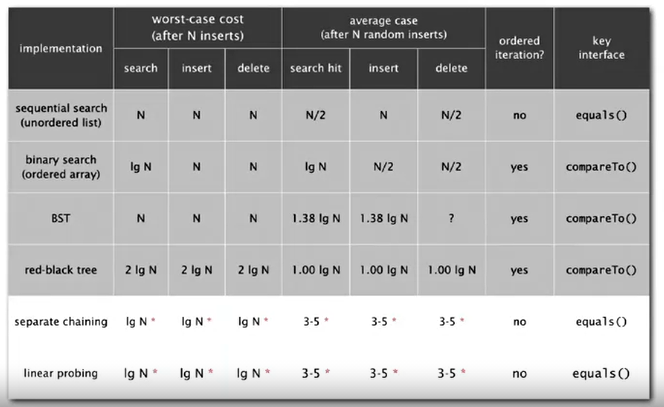 implementation
worst-case cost
(after N inserts)
average case
(after N random inserts)
ordered
iteration?
key
interface
search insert delete search hit insert delete
sequential search
(unordered list)
N N N N/2 N N/2 no equals()
binary search
(ordered array)
lg N N N lg N N/2 N/2 yes compareTo()
BST N N N 1.38 lg N 1.38 lg N ? yes compareTo()
red-black tree 2 lg N 2 lg N 2 lg N 1.00 lg N 1.00 lg N 1.00 lg N yes compareTo()
separate chaining lg N * lg N * lg N * 3-5 * 3-5 * 3-5 * no equals()
linear probing lg N * lg N * lg N * 3-5 * 3-5 * 3-5 * no equals()